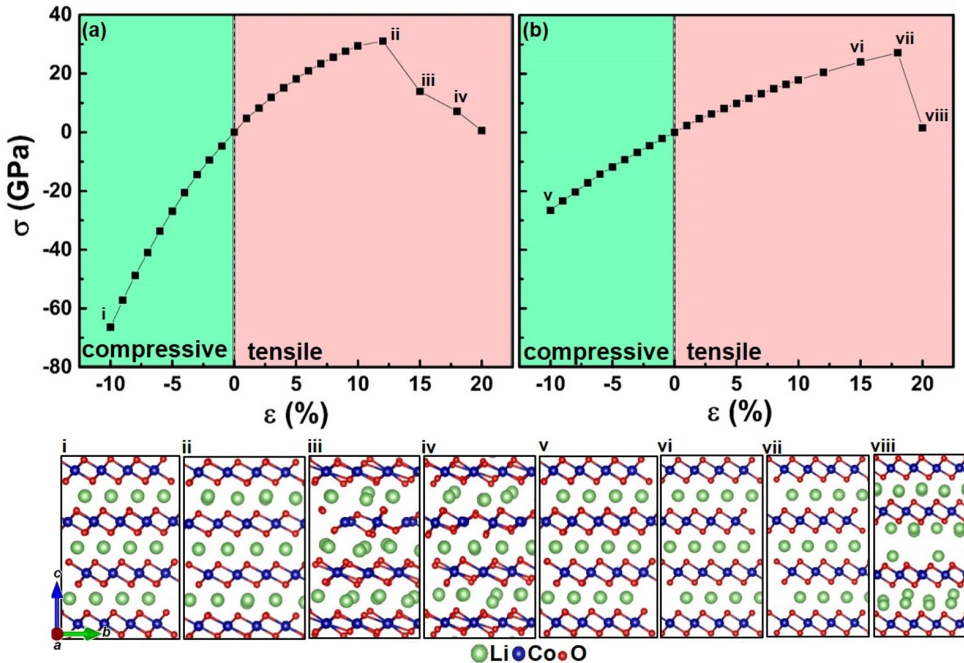 (a)
(b)
40
20
0
-20
-40
-60
-80
σ (GPa)
i
ii
iii
iv
v
vi
vii
viii
compressive
tensile
compressive
tensile
-10 -5 0 5 10 15 20
-10 -5 0 5 10 15 20
ε (%)
ε (%)
i ii iii iv v vi vii viii
c
b
a
Li Co O